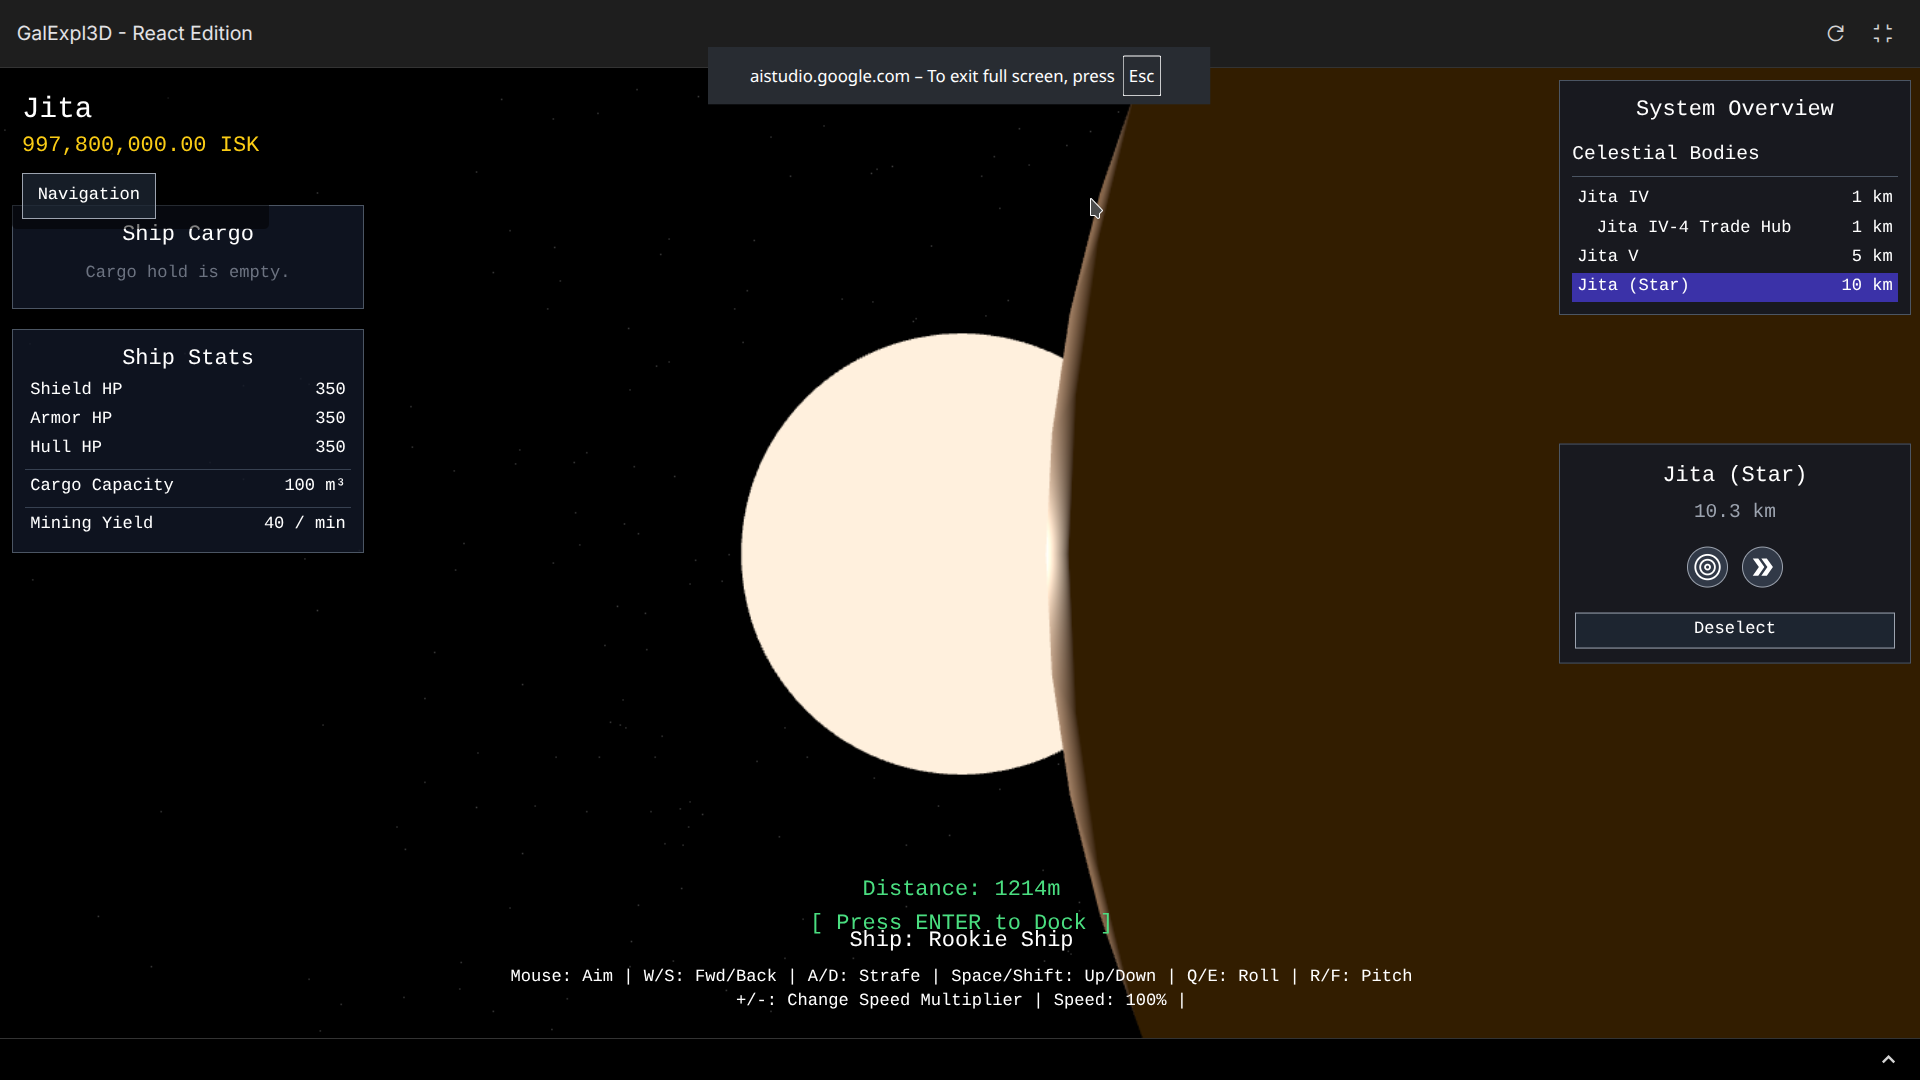 GalExpl3D - React Edition
aistudio.google.com – To exit full screen, press Esc
Jita
997,800,000.00 ISK
Navigation
Ship Cargo
Cargo hold is empty.
Ship Stats
Shield HP 350
Armor HP 350
Hull HP 350
Cargo Capacity 100 m³
Mining Yield 40 / min
System Overview
Celestial Bodies
Jita IV 1 km
Jita IV-4 Trade Hub 1 km
Jita V 5 km
Jita (Star) 10 km
Jita (Star)
10.3 km
Deselect
Distance: 1214m
[ Press ENTER to Dock ]
Ship: Rookie Ship
Mouse: Aim | W/S: Fwd/Back | A/D: Strafe | Space/Shift: Up/Down | Q/E: Roll | R/F: Pitch
+/-: Change Speed Multiplier | Speed: 100% |